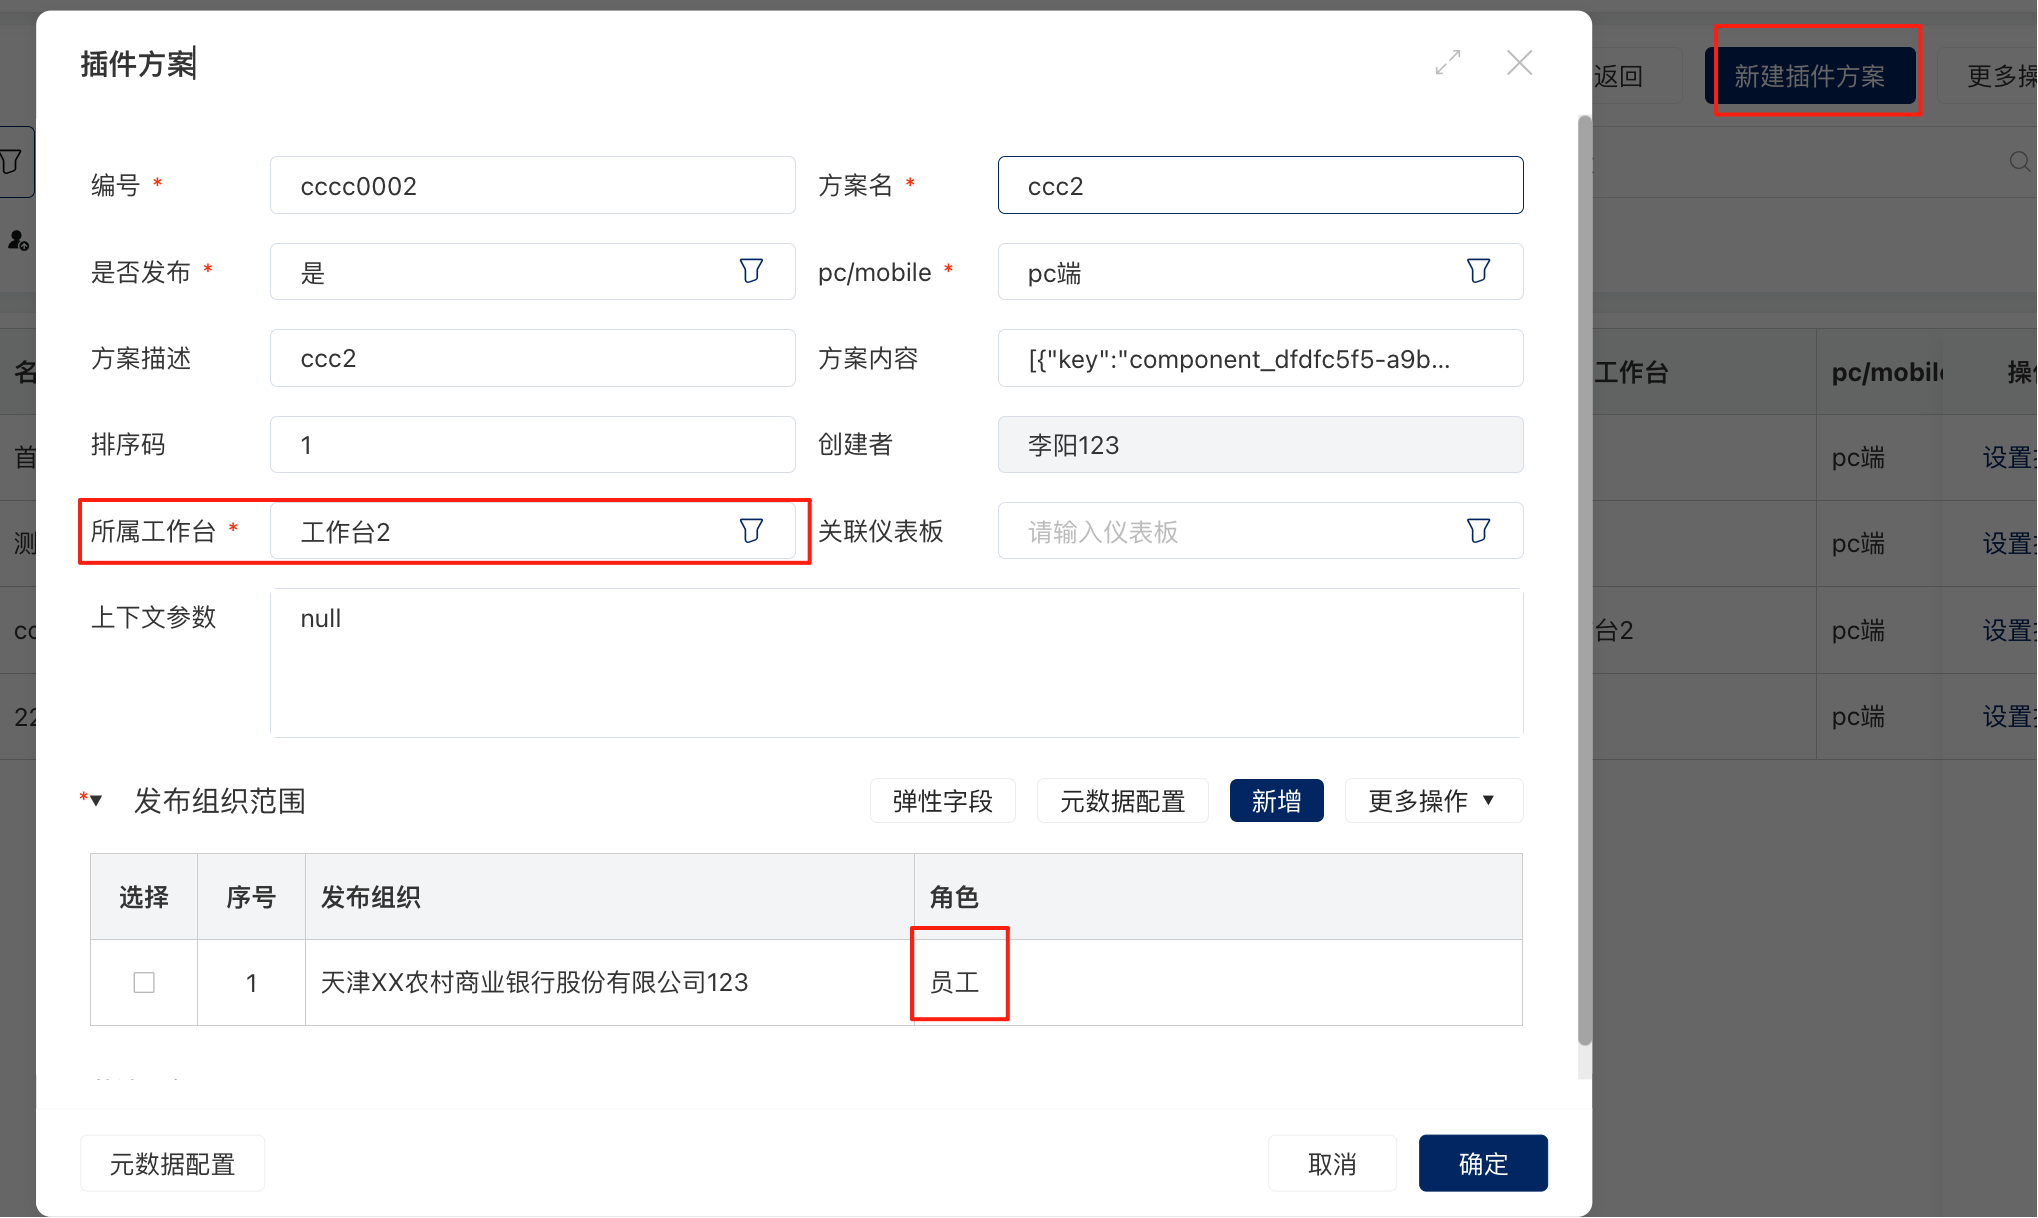 插件方案
返回
新建插件方案
更多操
编号 *
cccc0002
方案名 *
ccc2
是否发布 *
是
pc/mobile *
pc端
方案描述
ccc2
方案内容
[{"key":"component_dfdfc5f5-a9b...
排序码
1
创建者
李阳123
所属工作台 *
工作台2
关联仪表板
请输入仪表板
上下文参数
null
* ▼ 发布组织范围
弹性字段
元数据配置
新增
更多操作 ▼
选择 序号 发布组织 角色
1 天津XX农村商业银行股份有限公司123 员工
元数据配置
取消
确定
名
工作台
pc/mobile
操
首
pc端
设置
测
pc端
设置
cc
台2
pc端
设置
22
pc端
设置